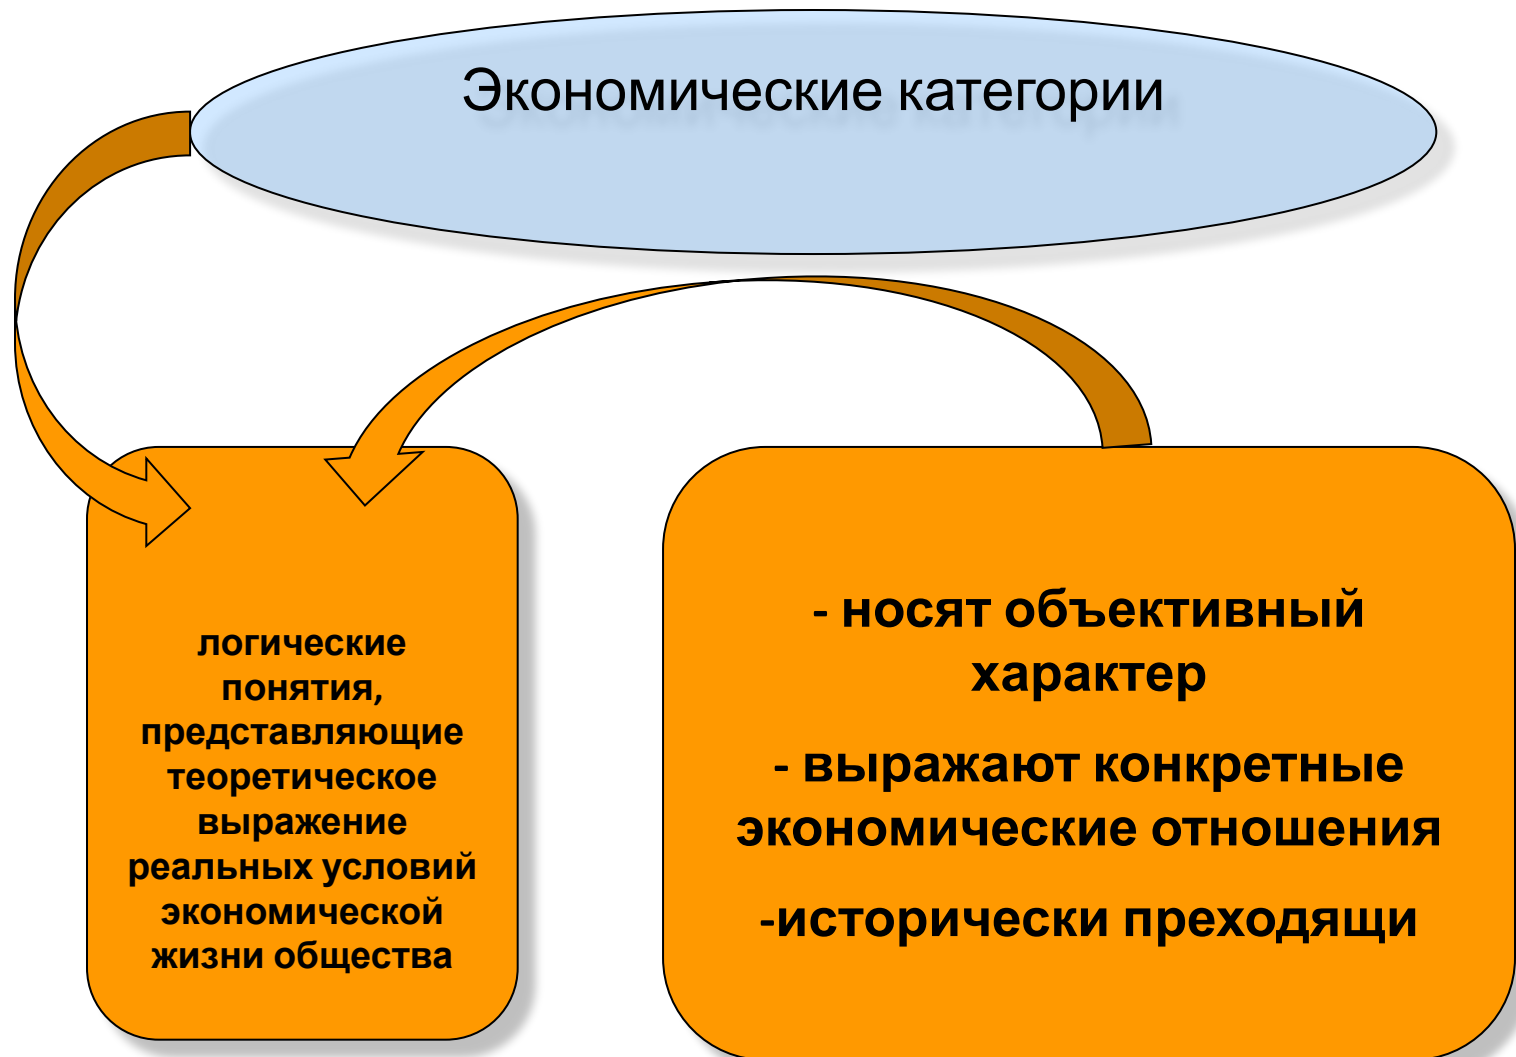 Экономические категории
логические
понятия,
представляющие
теоретическое
выражение
реальных условий
экономической
жизни общества
- носят объективный
характер
- выражают конкретные
экономические отношения
-исторически преходящи